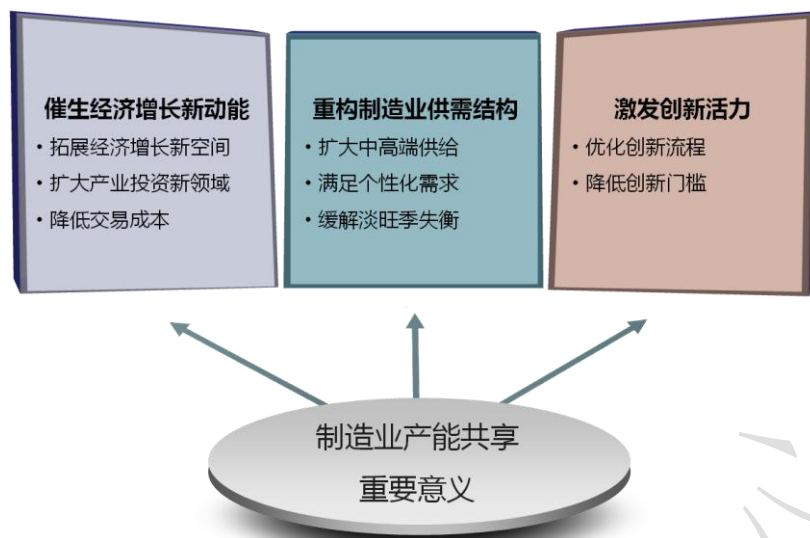 催生经济增长新动能
• 拓展经济增长新空间
• 扩大产业投资新领域
• 降低交易成本
重构制造业供需结构
• 扩大中高端供给
• 满足个性化需求
• 缓解淡旺季失衡
激发创新活力
• 优化创新流程
• 降低创新门槛
制造业产能共享
重要意义